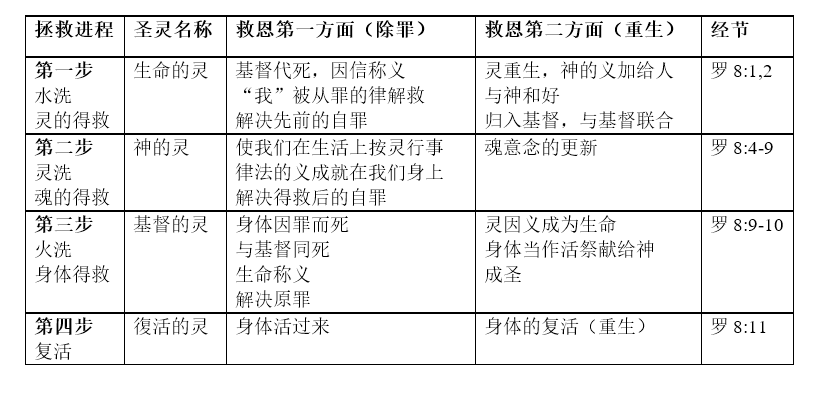 拯救进程 圣灵名称 救恩第一方面（除罪） 救恩第二方面（重生） 经节
第一步 生命的灵 基督代死，因信称义 灵重生，神的义加给人 罗 8:1,2
水洗 “我”被从罪的律解救 与神和好
灵的得救 解决先前的自罪 归入基督，与基督联合
第二步 神的灵 使我们在生活上按灵行事 魂意念的更新 罗 8:4-9
灵洗 律法的义成就在我们身上
魂的得救 解决得救后的自罪
第三步 基督的灵 身体因罪而死 灵因义成为生命 罗 8:9-10
火洗 与基督同死 身体当作活祭献给神
身体得救 生命称义 成圣
解决原罪
第四步 復活的灵 身体活过来 身体的复活（重生） 罗 8:11
复活